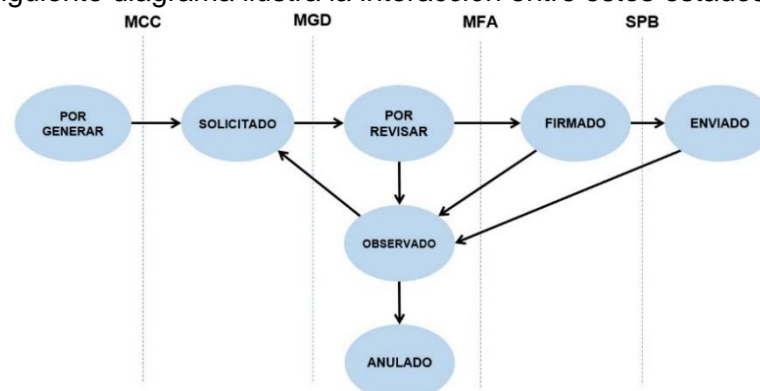 siguiente diagrama ilustra la interacción entre estos estados
MCC MGD MFA SPB
POR
GENERAR
SOLICITADO
POR
REVISAR
FIRMADO
ENVIADO
OBSERVADO
ANULADO